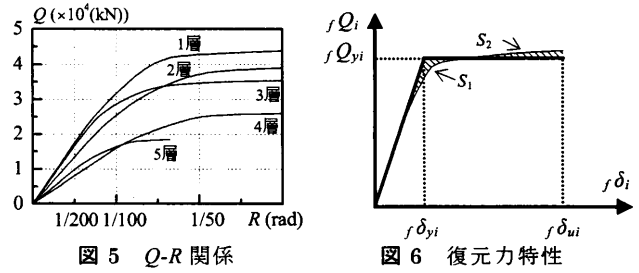 Q (×10⁴(kN))
5
4
3
2
1
0
1層
2層
3層
4層
5層
1/200 1/100 1/50 R (rad)
図 5 Q-R 関係
fQi
fQyi
S2
S1
fδi
fδyi fδui
図 6 復元力特性